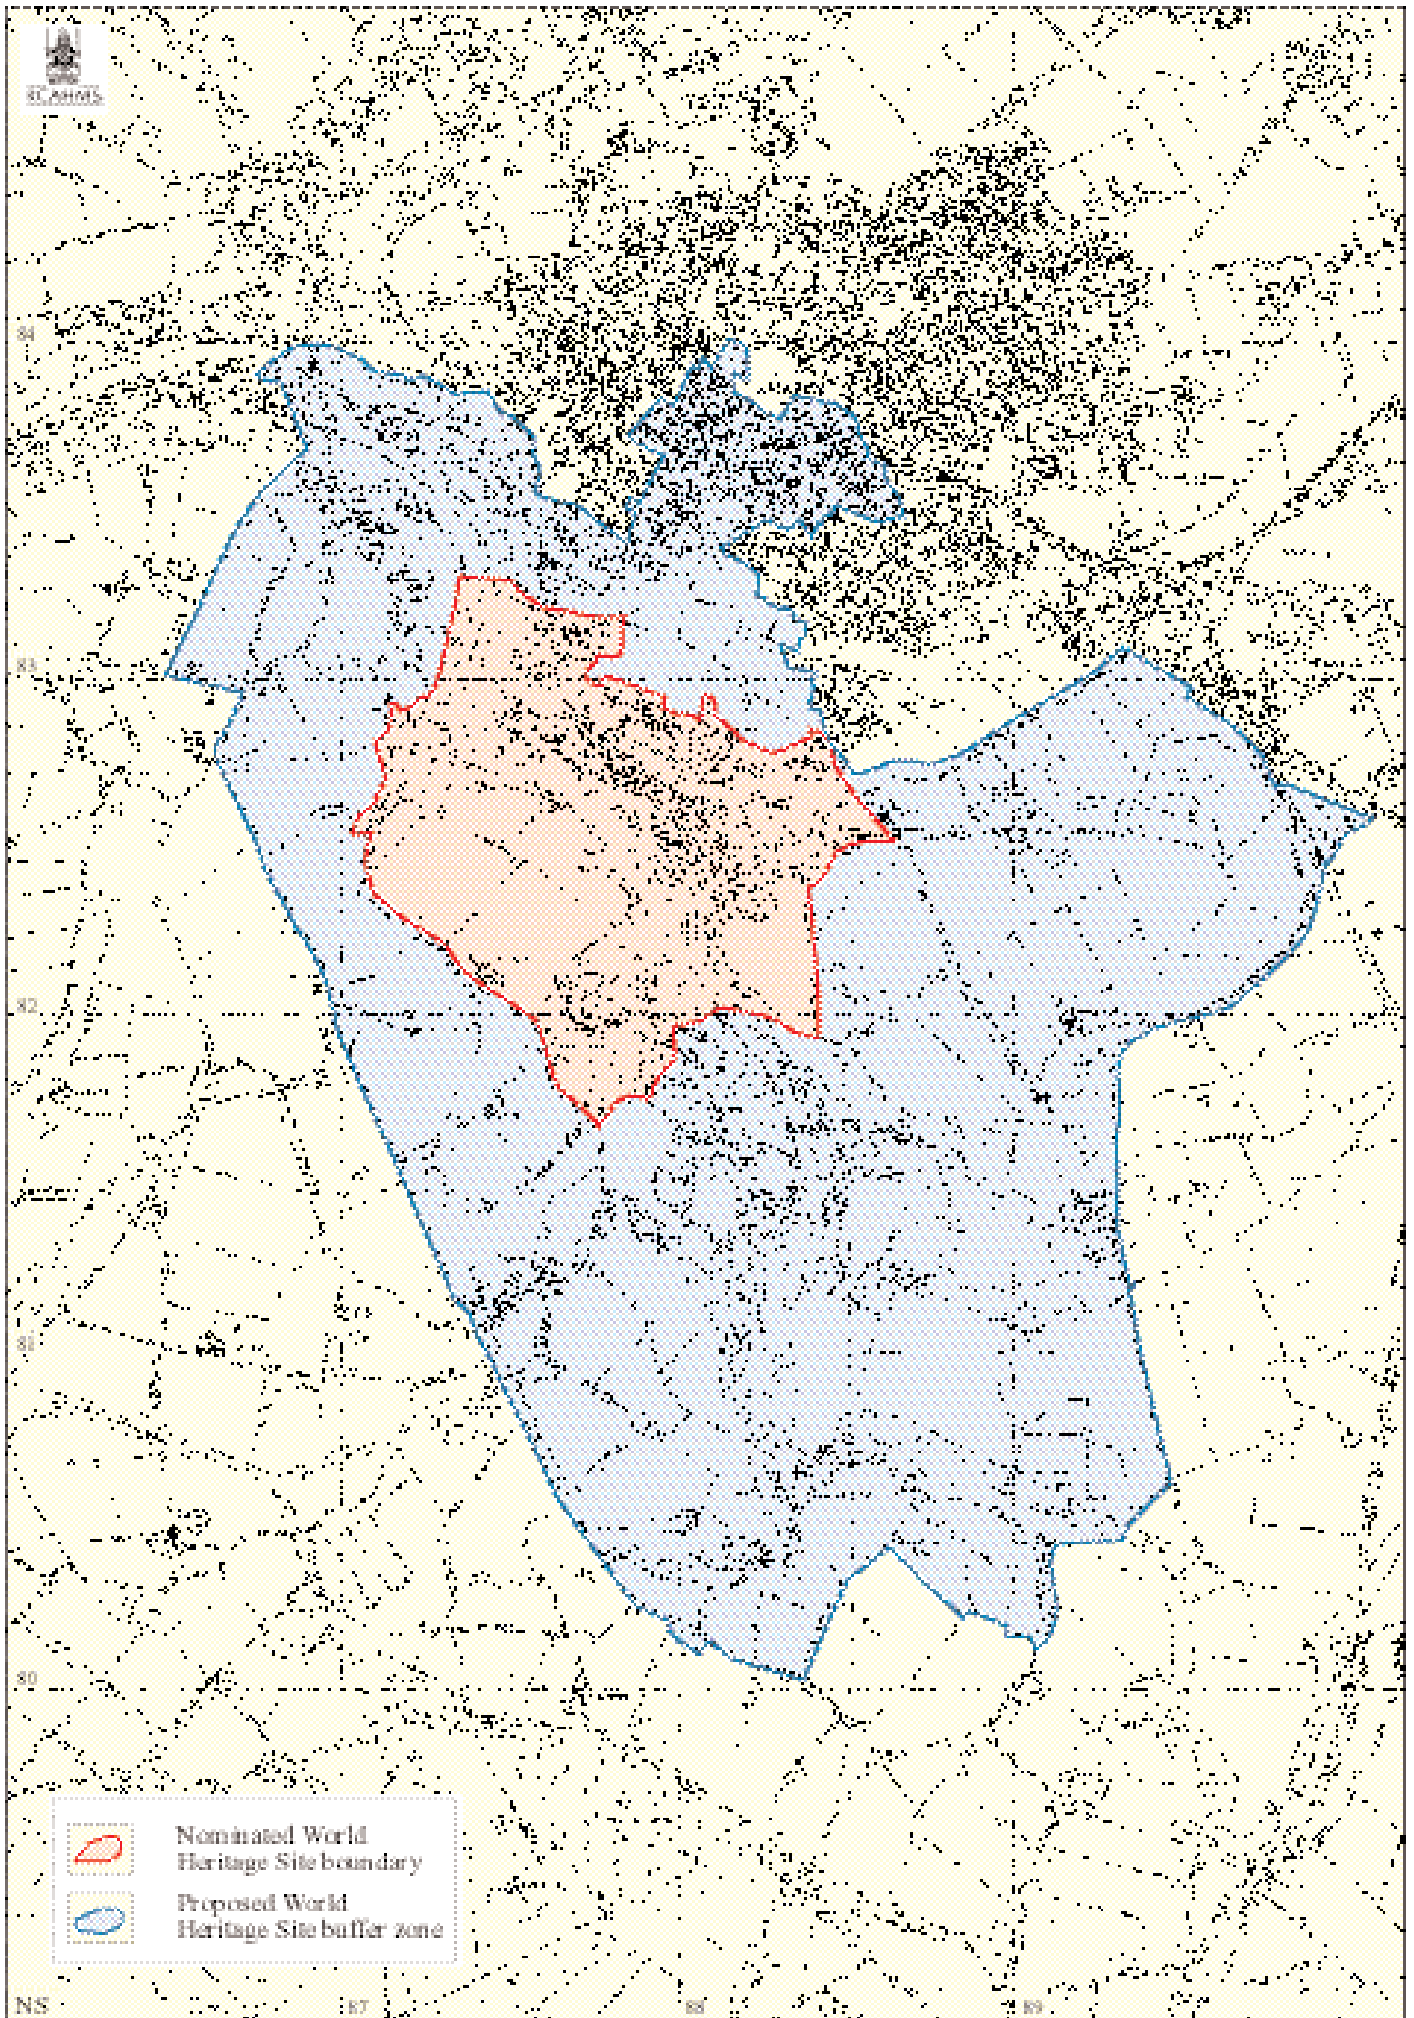 RCAHMS
84
83
82
81
80
Nominated World
Heritage Site boundary
Proposed World
Heritage Site buffer zone
NS
87
88
89